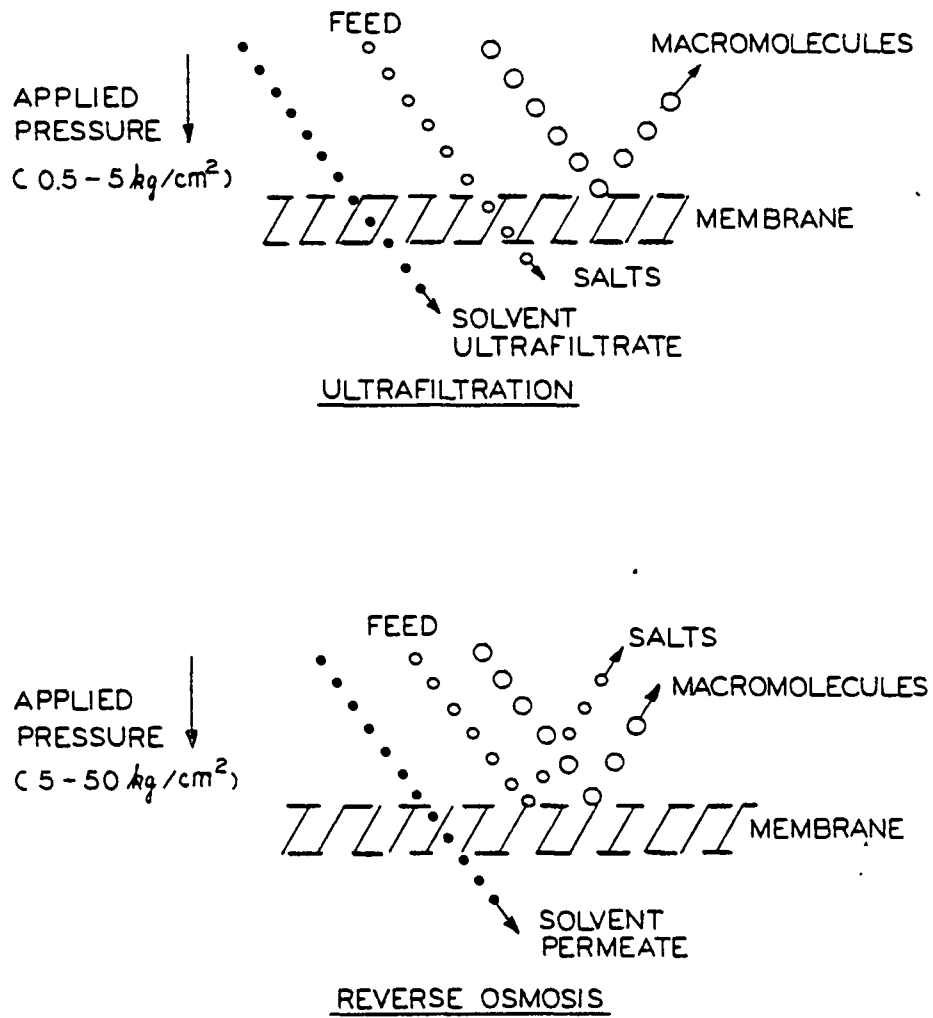 FEED
MACROMOLECULES
APPLIED
PRESSURE
(0.5-5 kg/cm²)
MEMBRANE
SALTS
SOLVENT
ULTRAFILTRATE
ULTRAFILTRATION
FEED
SALTS
MACROMOLECULES
APPLIED
PRESSURE
(5-50 kg/cm²)
MEMBRANE
SOLVENT
PERMEATE
REVERSE OSMOSIS